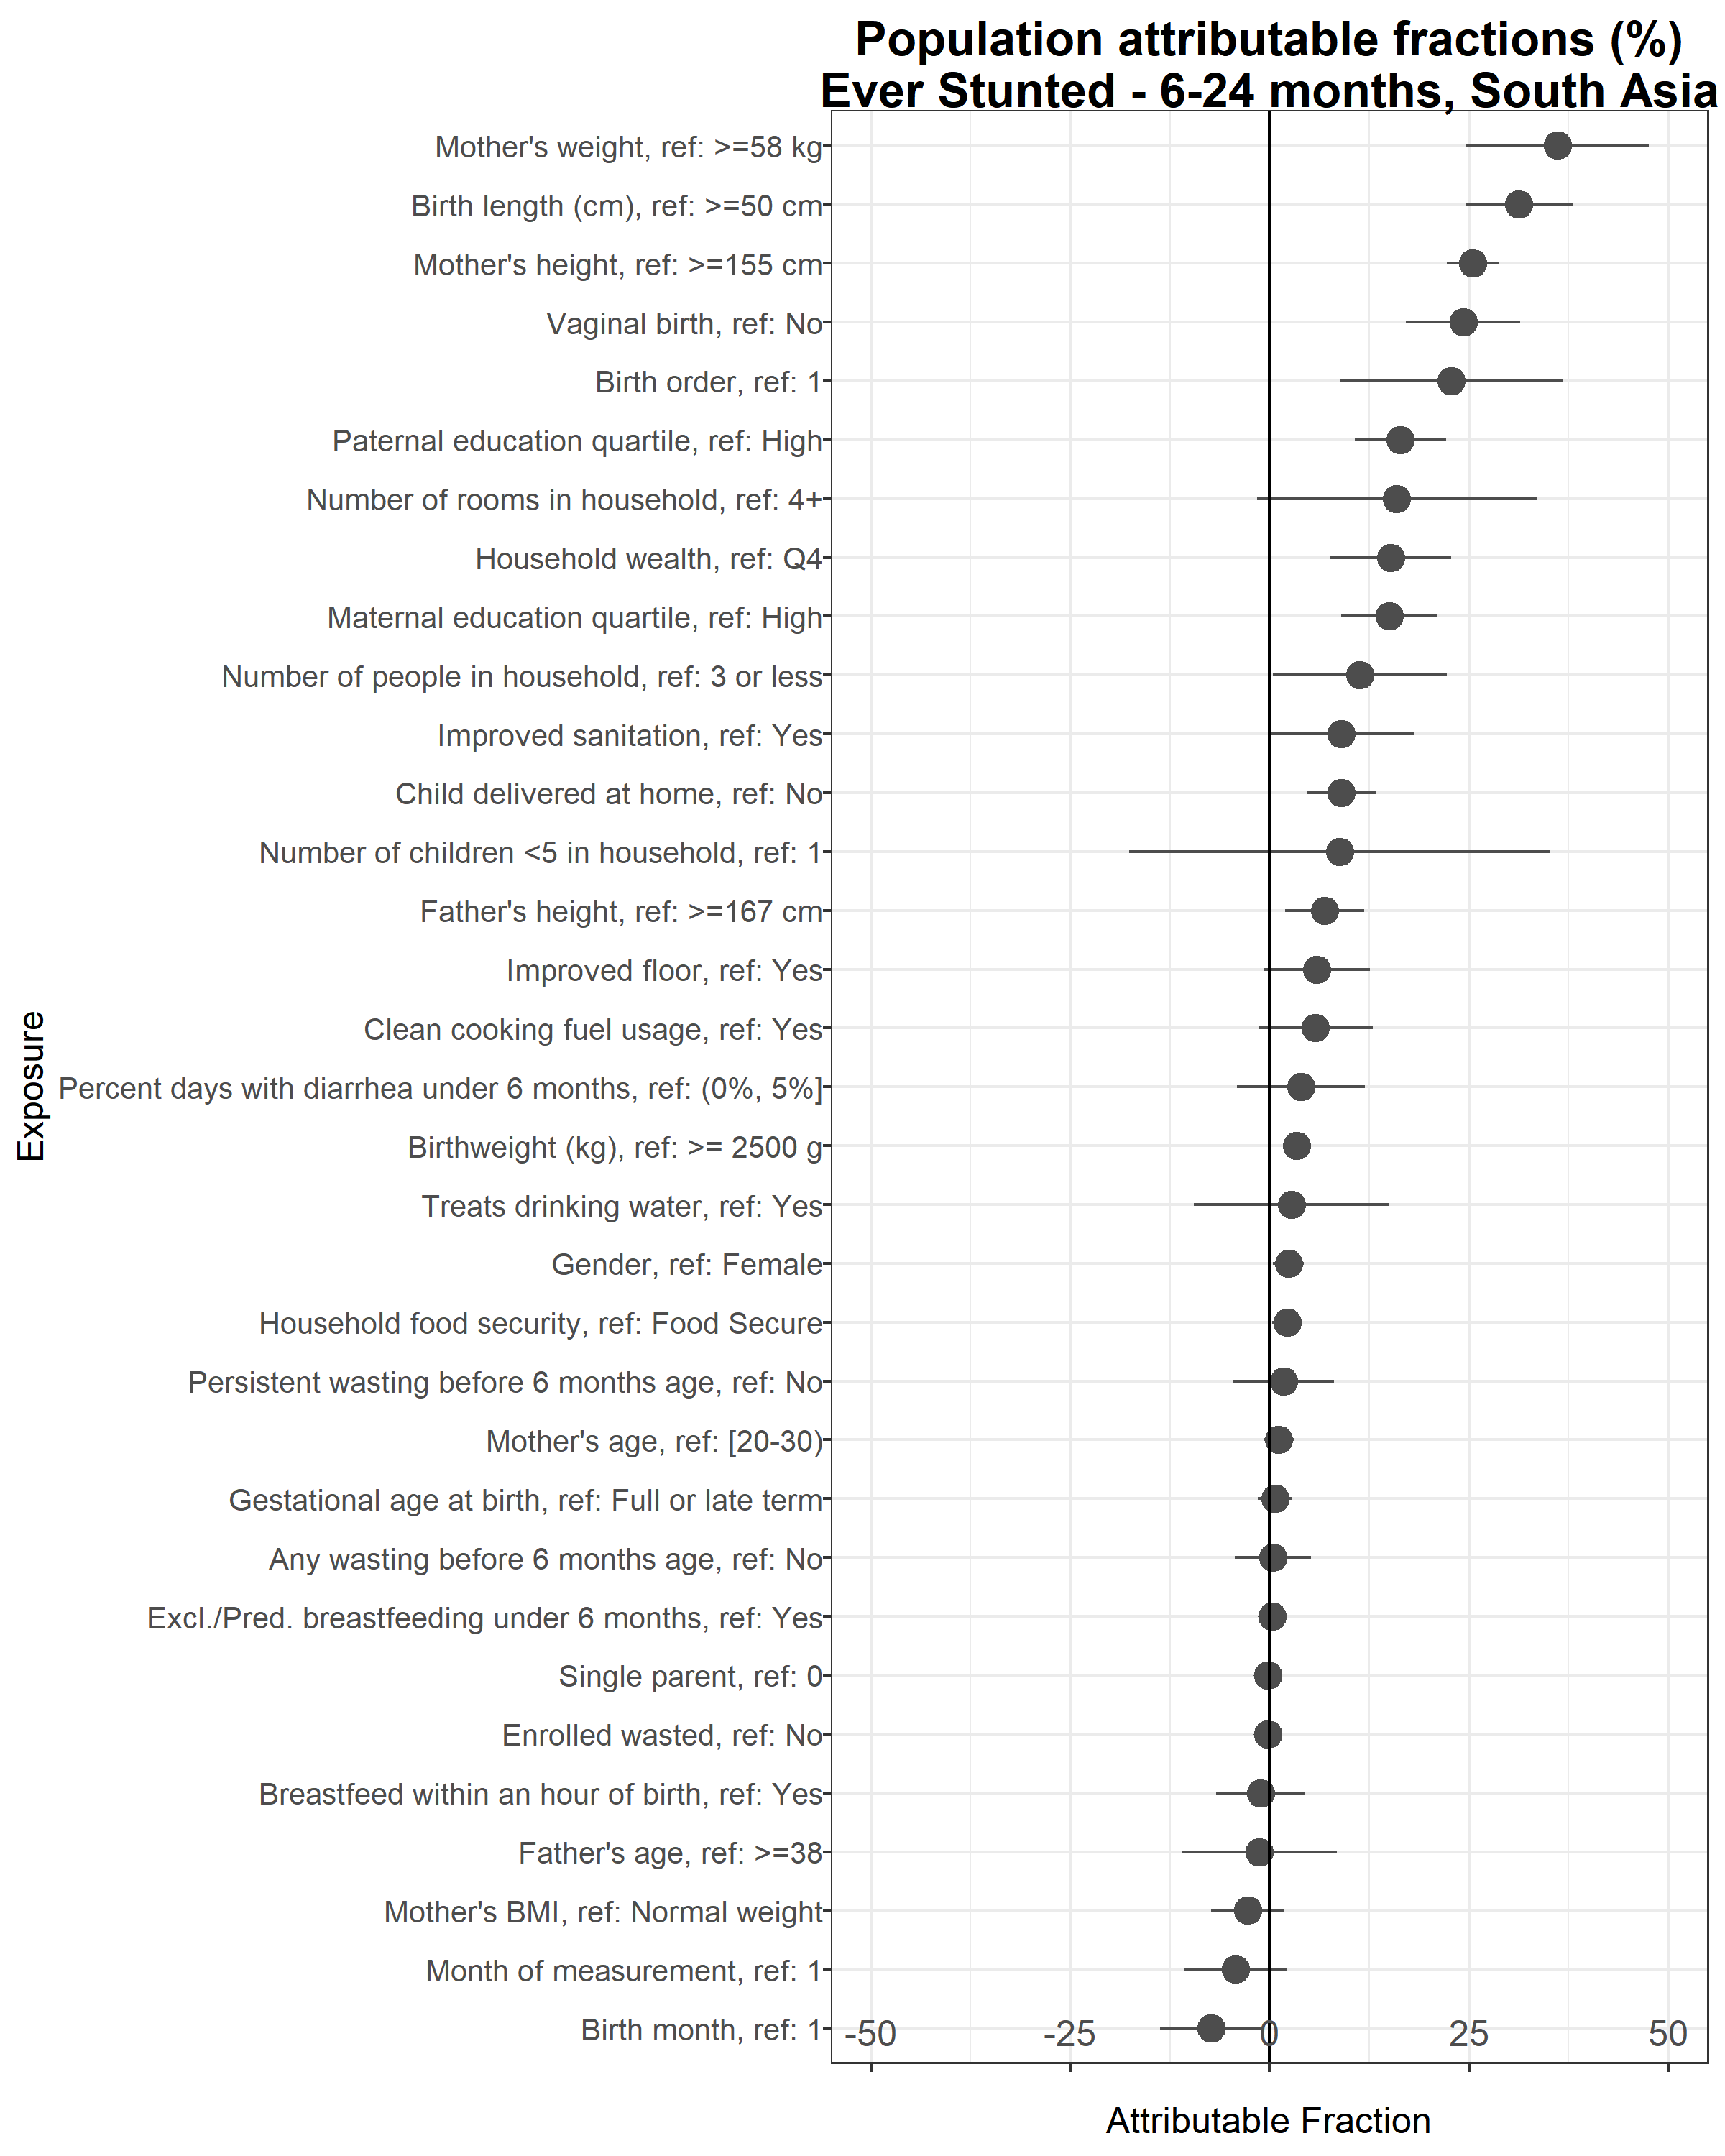 Population attributable fractions (%)
Ever Stunted - 6-24 months, South Asia
Mother's weight, ref: >=58 kg
Birth length (cm), ref: >=50 cm
Mother's height, ref: >=155 cm
Vaginal birth, ref: No
Birth order, ref: 1
Paternal education quartile, ref: High
Number of rooms in household, ref: 4+
Household wealth, ref: Q4
Maternal education quartile, ref: High
Number of people in household, ref: 3 or less
Improved sanitation, ref: Yes
Child delivered at home, ref: No
Number of children <5 in household, ref: 1
Father's height, ref: >=167 cm
Improved floor, ref: Yes
Clean cooking fuel usage, ref: Yes
Percent days with diarrhea under 6 months, ref: (0%, 5%]
Birthweight (kg), ref: >= 2500 g
Treats drinking water, ref: Yes
Gender, ref: Female
Household food security, ref: Food Secure
Persistent wasting before 6 months age, ref: No
Mother's age, ref: [20-30)
Gestational age at birth, ref: Full or late term
Any wasting before 6 months age, ref: No
Excl./Pred. breastfeeding under 6 months, ref: Yes
Single parent, ref: 0
Enrolled wasted, ref: No
Breastfeed within an hour of birth, ref: Yes
Father's age, ref: >=38
Mother's BMI, ref: Normal weight
Month of measurement, ref: 1
Birth month, ref: 1
Exposure
-50 -25 0 25 50
Attributable Fraction